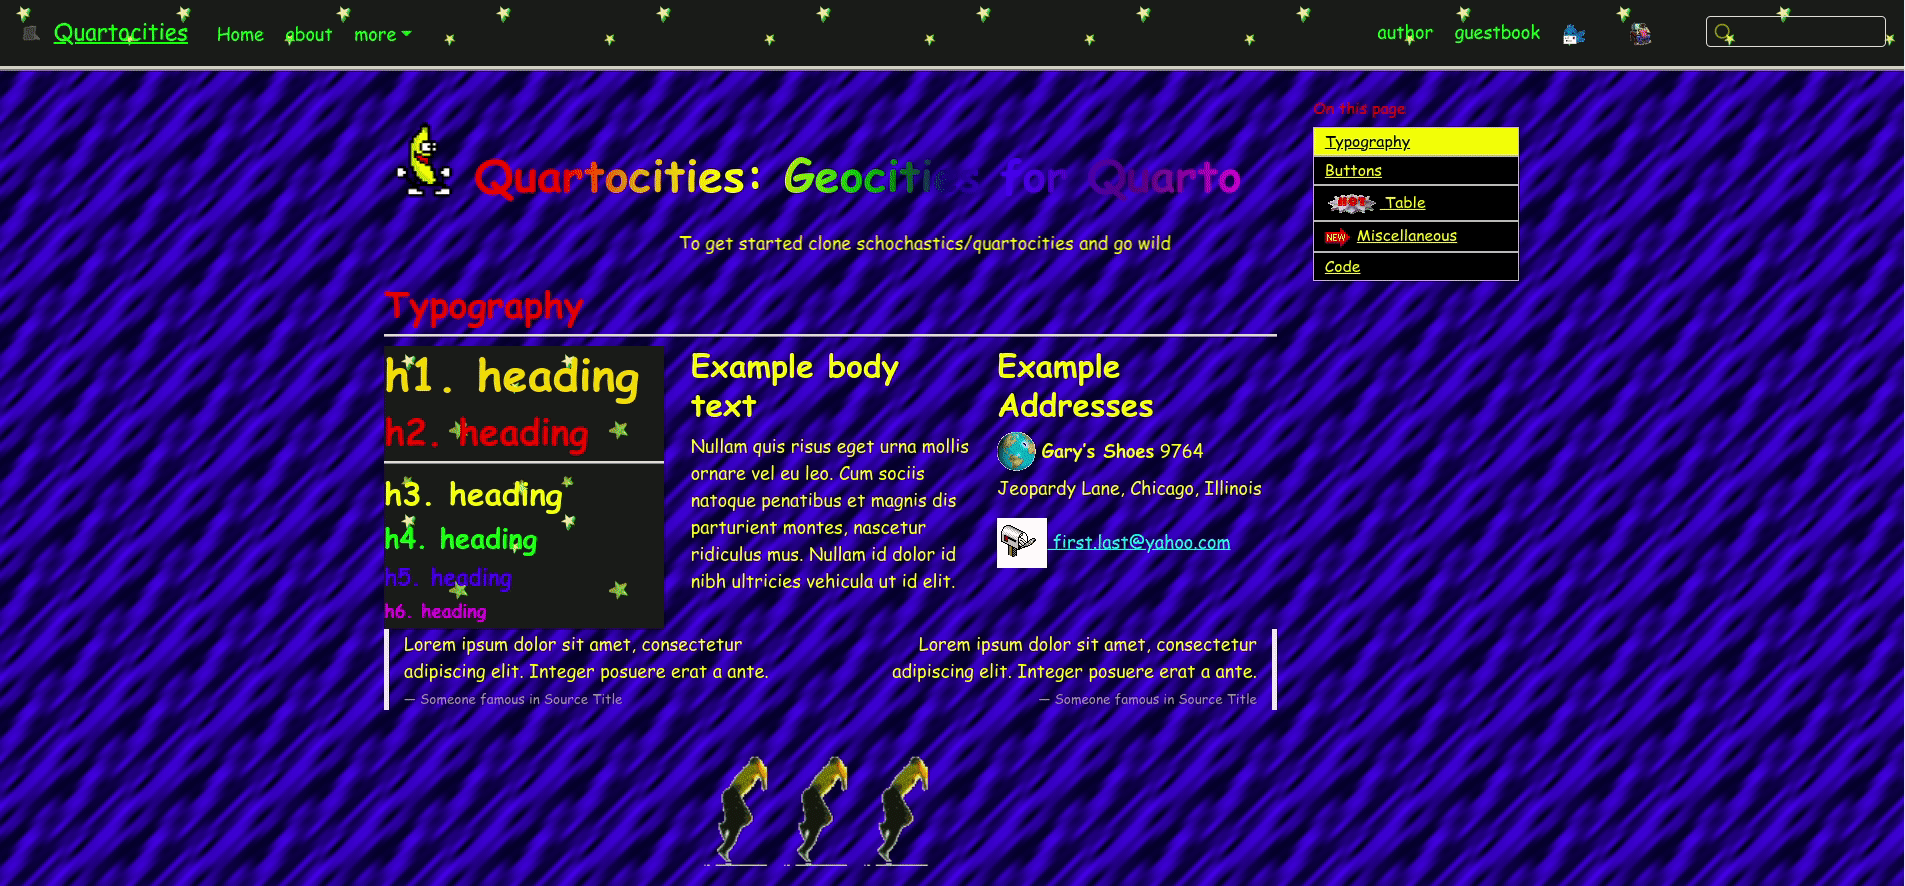 Quartocities Home about more author guestbook
On this page
Typography
Buttons
HOT Table
NEW Miscellaneous
Code
Quartocities: Geocities for Quarto
To get started clone schochastics/quartocities and go wild
Typography
h1. heading
h2. heading
h3. heading
h4. heading
h5. heading
h6. heading
Example body
text
Nullam quis risus eget urna mollis
ornare vel eu leo. Cum sociis
natoque penatibus et magnis dis
parturient montes, nascetur
ridiculus mus. Nullam id dolor id
nibh ultricies vehicula ut id elit.
Example
Addresses
Gary's Shoes 9764
Jeopardy Lane, Chicago, Illinois
first.last@yahoo.com
Lorem ipsum dolor sit amet, consectetur
adipiscing elit. Integer posuere erat a ante.
— Someone famous in Source Title
Lorem ipsum dolor sit amet, consectetur
adipiscing elit. Integer posuere erat a ante.
— Someone famous in Source Title